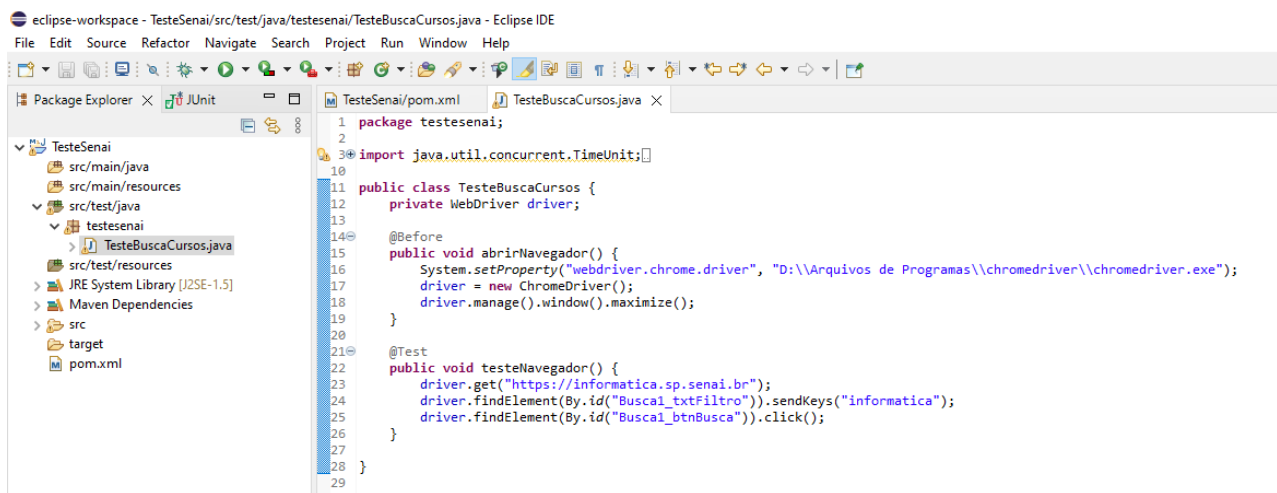 eclipse-workspace - TesteSenai/src/test/java/testesenai/TesteBuscaCursos.java - Eclipse IDE
File Edit Source Refactor Navigate Search Project Run Window Help
Package Explorer JUnit
TesteSenai
src/main/java
src/main/resources
src/test/java
testesenai
TesteBuscaCursos.java
src/test/resources
JRE System Library [J2SE-1.5]
Maven Dependencies
src
target
pom.xml
TesteSenai/pom.xml TesteBuscaCursos.java
1 package testesenai;
2
3 import java.util.concurrent.TimeUnit;
10
11 public class TesteBuscaCursos {
12 private WebDriver driver;
13
14 @Before
15 public void abrirNavegador() {
16 System.setProperty("webdriver.chrome.driver", "D:\\Arquivos de Programas\\chromedriver\\chromedriver.exe");
17 driver = new ChromeDriver();
18 driver.manage().window().maximize();
19 }
20
21 @Test
22 public void testeNavegador() {
23 driver.get("https://informatica.sp.senai.br");
24 driver.findElement(By.id("Busca1_txtFiltro")).sendKeys("informatica");
25 driver.findElement(By.id("Busca1_btnBusca")).click();
26 }
27
28 }
29